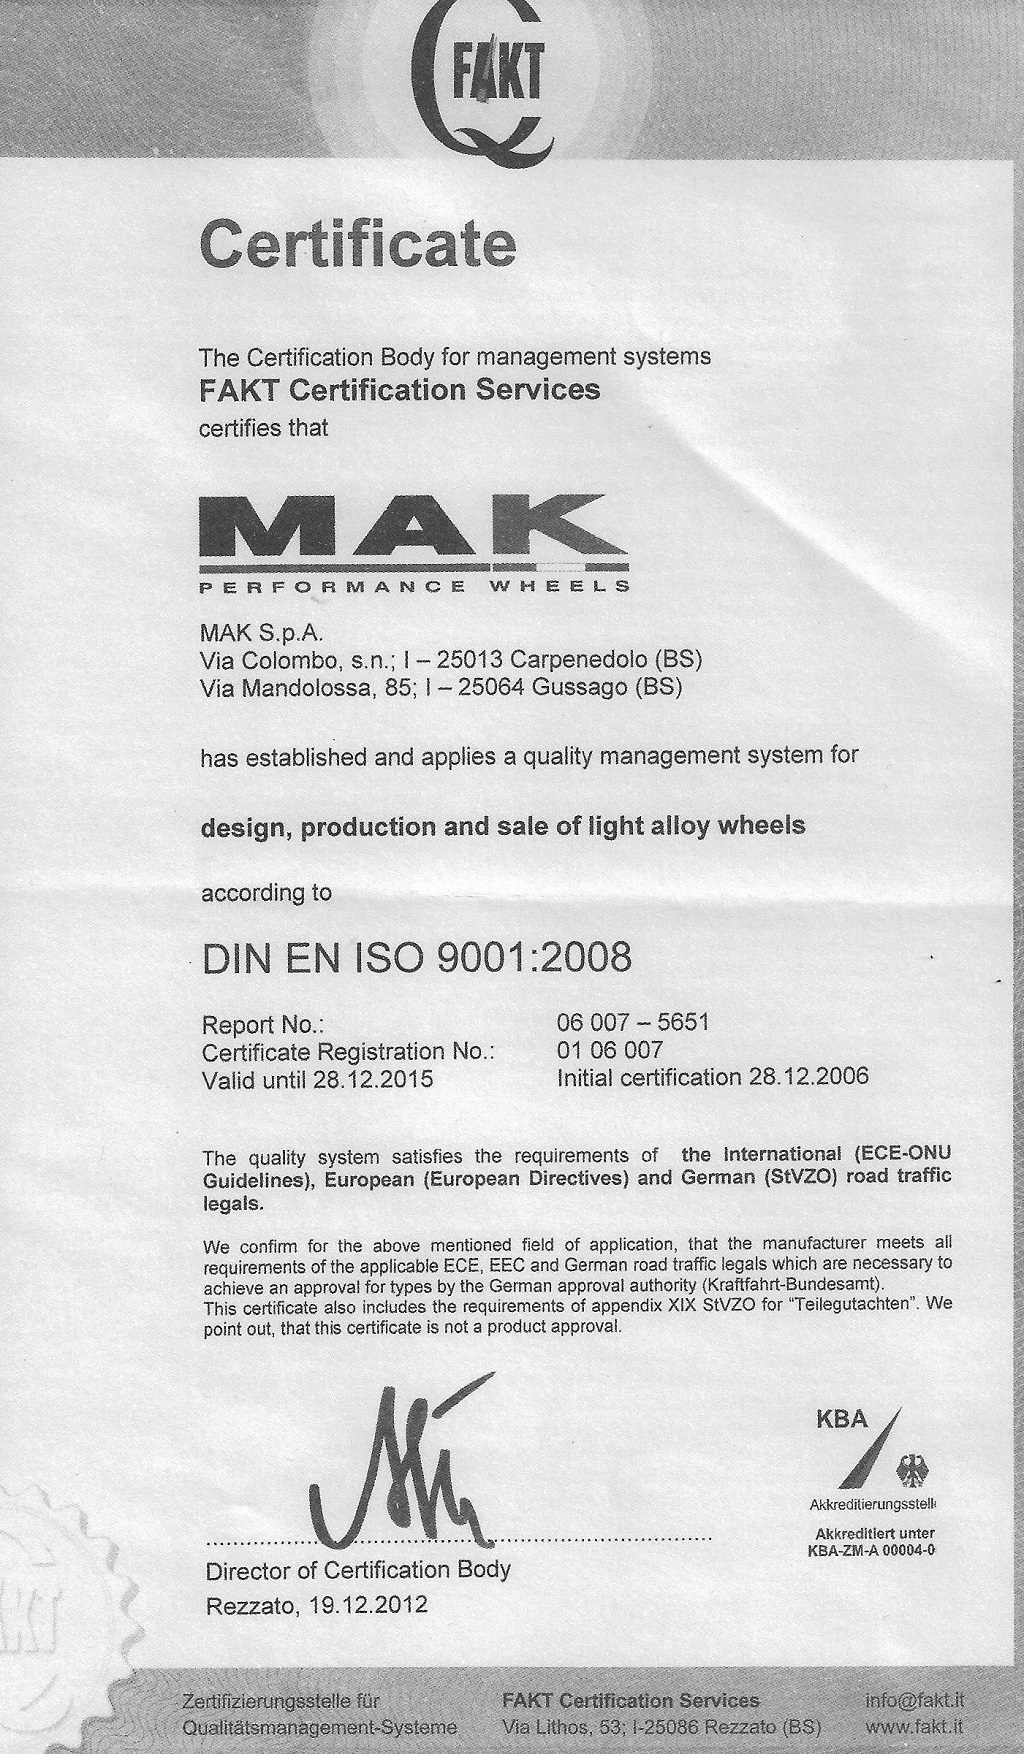 FAKT
Certificate
The Certification Body for management systems
FAKT Certification Services
certifies that
MAK
PERFORMANCE WHEELS
MAK S.p.A.
Via Colombo, s.n.; I – 25013 Carpenedolo (BS)
Via Mandolossa, 85; I – 25064 Gussago (BS)
has established and applies a quality management system for
design, production and sale of light alloy wheels
according to
DIN EN ISO 9001:2008
Report No.: 06 007 – 5651
Certificate Registration No.: 01 06 007
Valid until 28.12.2015 Initial certification 28.12.2006
The quality system satisfies the requirements of the International (ECE-ONU
Guidelines), European (European Directives) and German (StVZO) road traffic
legals.
We confirm for the above mentioned field of application, that the manufacturer meets all
requirements of the applicable ECE, EEC and German road traffic legals which are necessary to
achieve an approval for types by the German approval authority (Kraftfahrt-Bundesamt).
This certificate also includes the requirements of appendix XIX StVZO for “Teilegutachten”. We
point out, that this certificate is not a product approval.
KBA
Akkreditierungsstell
Akkreditiert unter
KBA-ZM-A 00004-0
Director of Certification Body
Rezzato, 19.12.2012
Zertifizierungsstelle für FAKT Certification Services info@fakt.it
Qualitätsmanagement-Systeme Via Lithos, 53; I-25086 Rezzato (BS) www.fakt.it